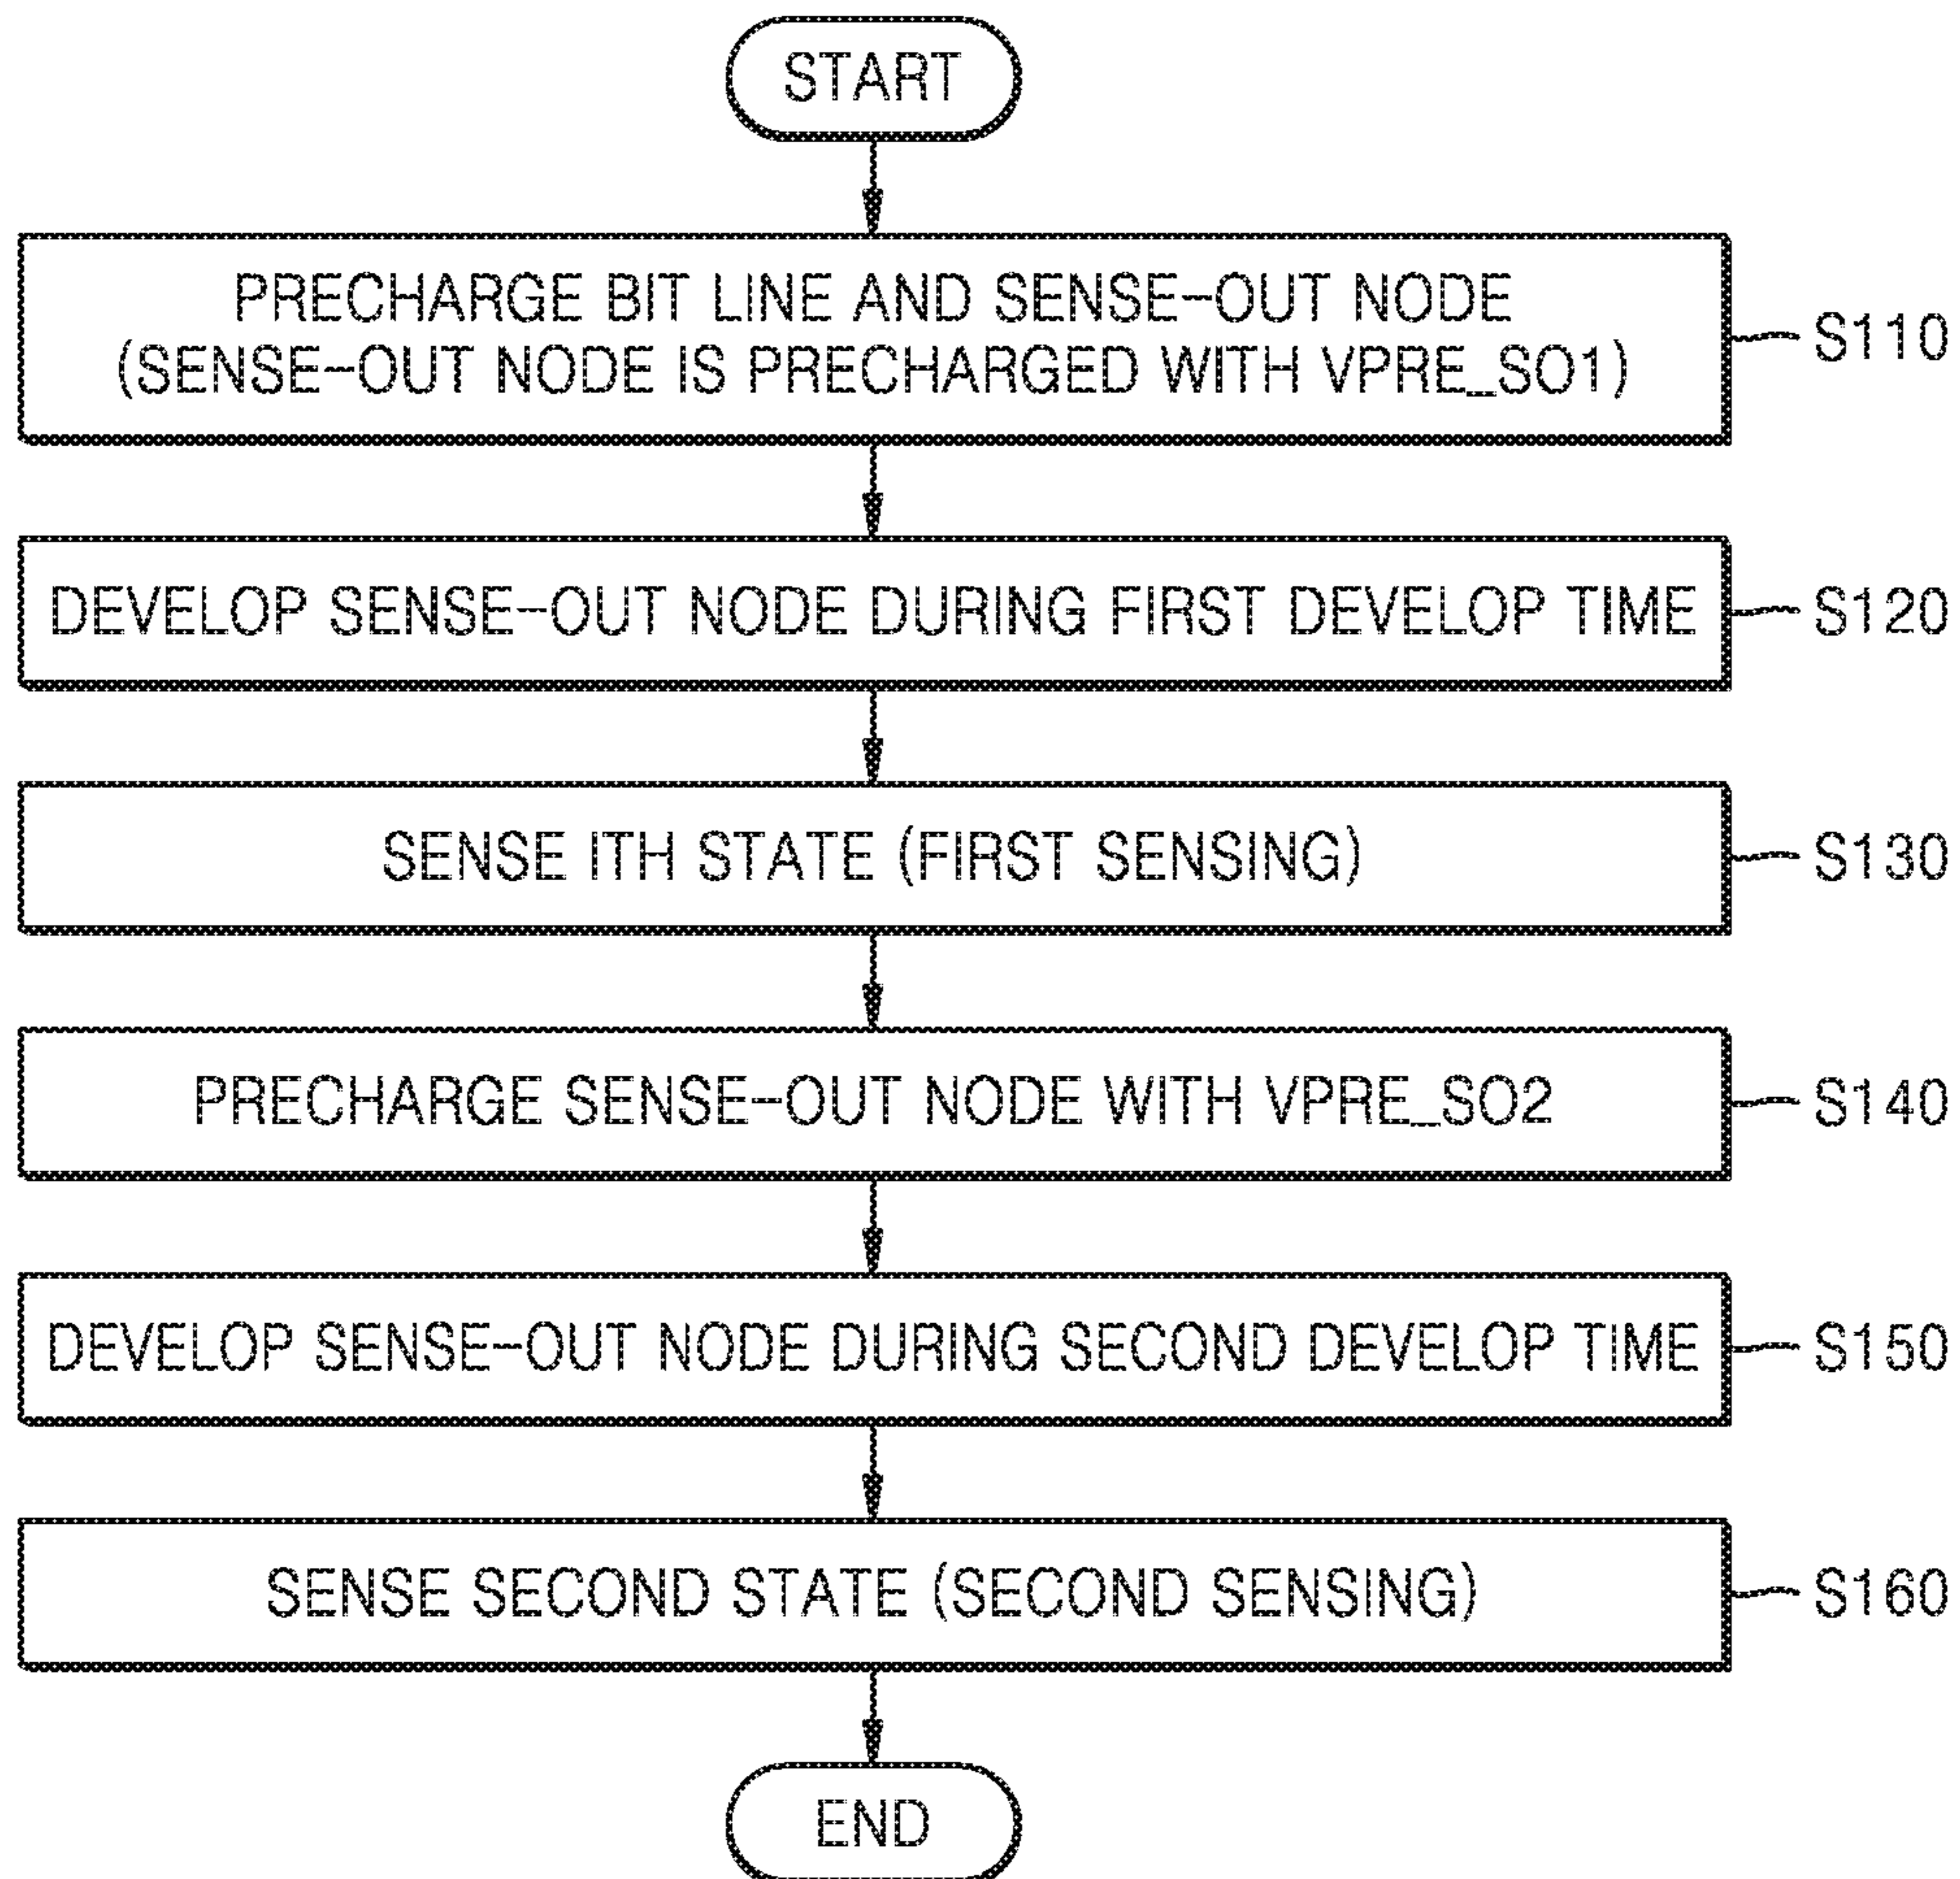 START
PRECHARGE BIT LINE AND SENSE-OUT NODE
(SENSE-OUT NODE IS PRECHARGED WITH VPRE_SO1)
S110
DEVELOP SENSE-OUT NODE DURING FIRST DEVELOP TIME
S120
SENSE ITH STATE (FIRST SENSING)
S130
PRECHARGE SENSE-OUT NODE WITH VPRE_SO2
S140
DEVELOP SENSE-OUT NODE DURING SECOND DEVELOP TIME
S150
SENSE SECOND STATE (SECOND SENSING)
S160
END